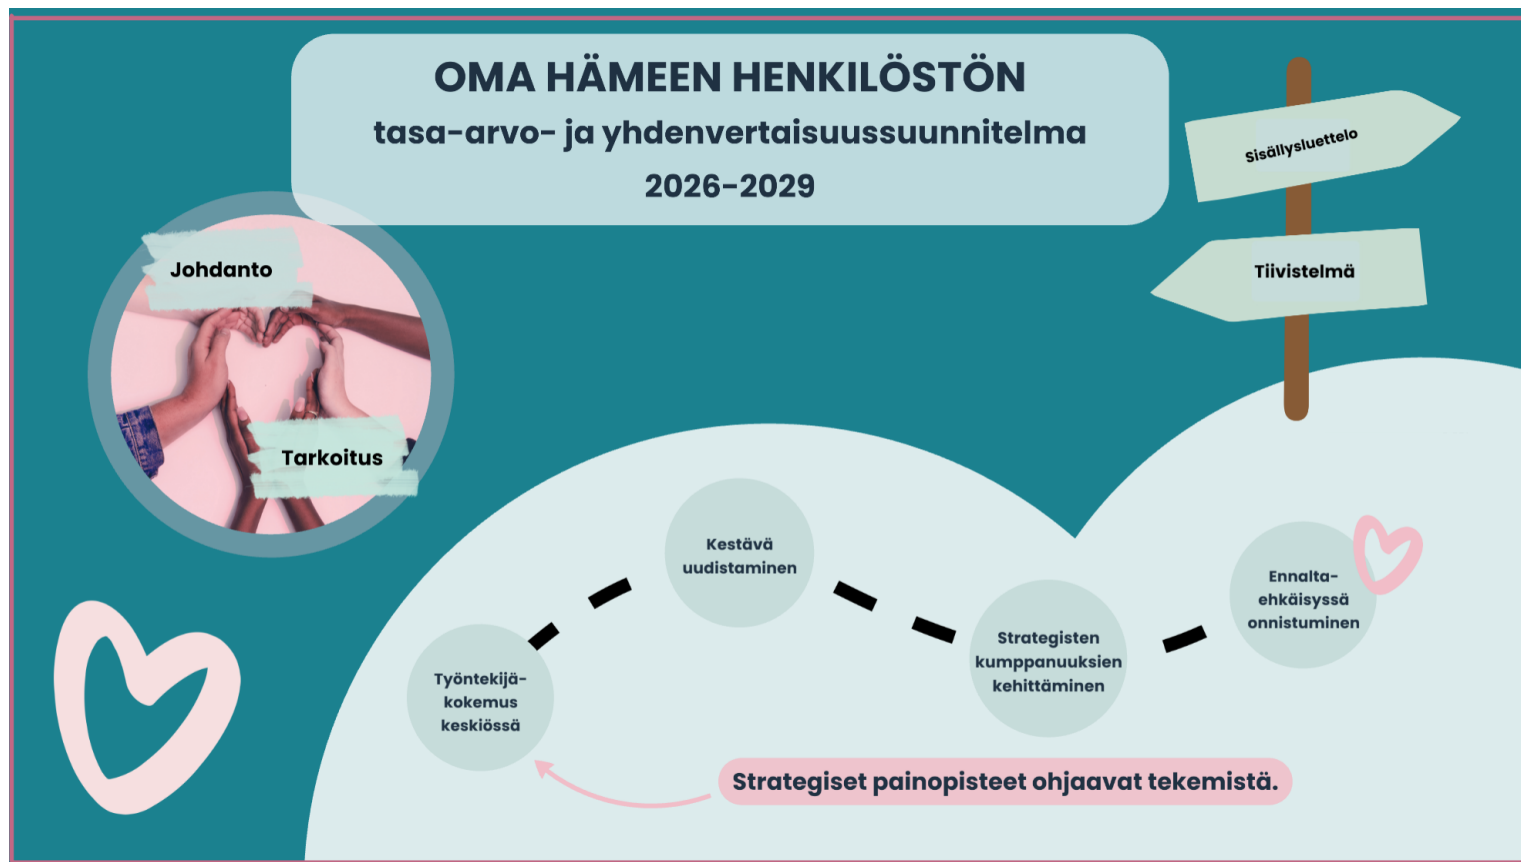 OMA HÄMEEN HENKILÖSTÖN
tasa-arvo- ja yhdenvertaisuussuunnitelma
2026-2029
Sisällysluettelo
Tiivistelmä
Johdanto
Tarkoitus
Kestävä
uudistaminen
Ennalta-
ehkäisyssä
onnistuminen
Strategisten
kumppanuuksien
kehittäminen
Työntekijä-
kokemus
keskiössä
Strategiset painopisteet ohjaavat tekemistä.